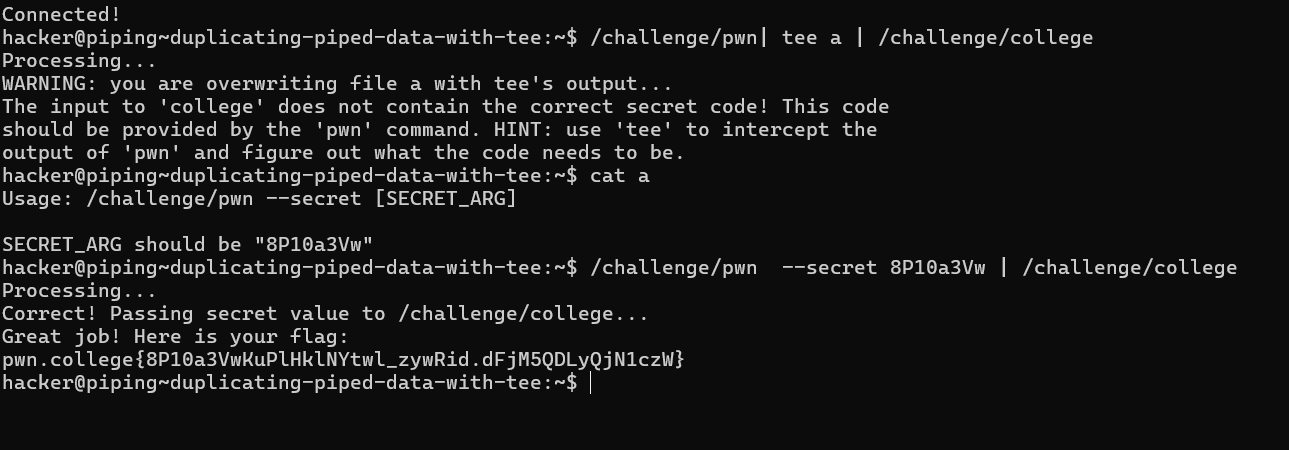 Connected!
hacker@piping~duplicating-piped-data-with-tee:~$ /challenge/pwn| tee a | /challenge/college
Processing...
WARNING: you are overwriting file a with tee's output...
The input to 'college' does not contain the correct secret code! This code
should be provided by the 'pwn' command. HINT: use 'tee' to intercept the
output of 'pwn' and figure out what the code needs to be.
hacker@piping~duplicating-piped-data-with-tee:~$ cat a
Usage: /challenge/pwn --secret [SECRET_ARG]

SECRET_ARG should be "8P10a3Vw"
hacker@piping~duplicating-piped-data-with-tee:~$ /challenge/pwn  --secret 8P10a3Vw | /challenge/college
Processing...
Correct! Passing secret value to /challenge/college...
Great job! Here is your flag:
pwn.college{8P10a3VwKuPlHklNYtwl_zywRid.dFjM5QDLyQjN1czW}
hacker@piping~duplicating-piped-data-with-tee:~$